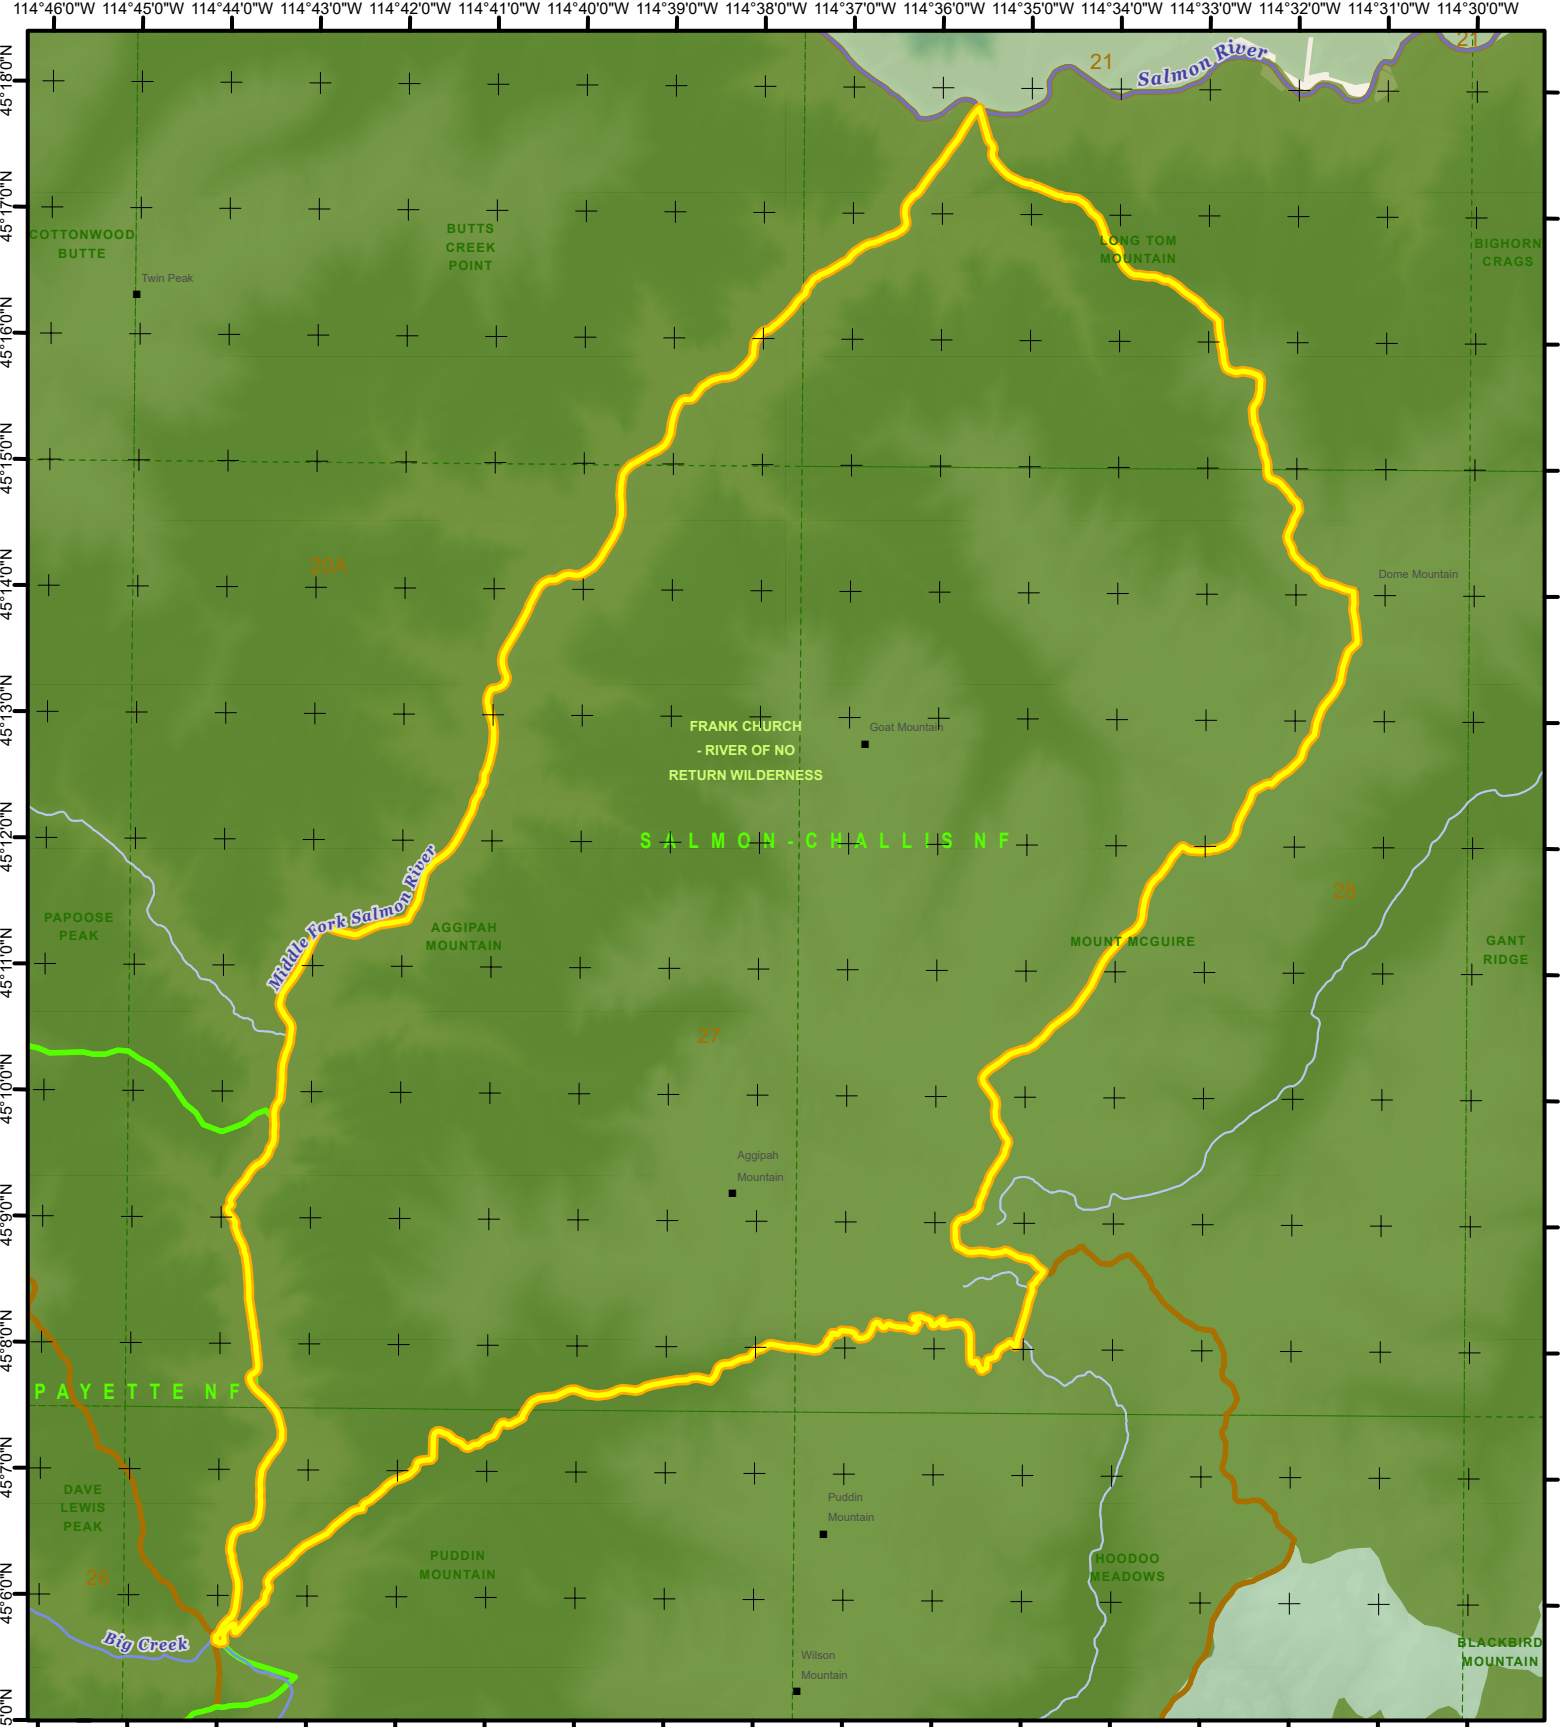 114°46'0"W
114°45'0"W
114°44'0"W
114°43'0"W
114°42'0"W
114°41'0"W
114°40'0"W
114°39'0"W
114°38'0"W
114°37'0"W
114°36'0"W
114°35'0"W
114°34'0"W
114°33'0"W
114°32'0"W
114°31'0"W
114°30'0"W
21
21
Salmon River
45°18'0"N
45°17'0"N
COTTONWOOD
BUTTE
BUTTS
CREEK
POINT
LONG TOM
MOUNTAIN
BIGHORN
CRAGS
Twin Peak
45°16'0"N
45°15'0"N
20A
Dome Mountain
45°14'0"N
45°13'0"N
FRANK CHURCH
- RIVER OF NO
RETURN WILDERNESS
Goat Mountain
45°12'0"N
SALMON-CHALLIS NF
28
Middle Fork Salmon River
PAPOOSE
PEAK
AGGIPAH
MOUNTAIN
MOUNT MCGUIRE
GANT
RIDGE
45°11'0"N
27
45°10'0"N
Aggipah
Mountain
45°9'0"N
45°8'0"N
PAYETTE NF
45°7'0"N
DAVE
LEWIS
PEAK
Puddin
Mountain
PUDDIN
MOUNTAIN
HOODOO
MEADOWS
26
45°6'0"N
Big Creek
Wilson
Mountain
BLACKBIRD
MOUNTAIN
5'0"N